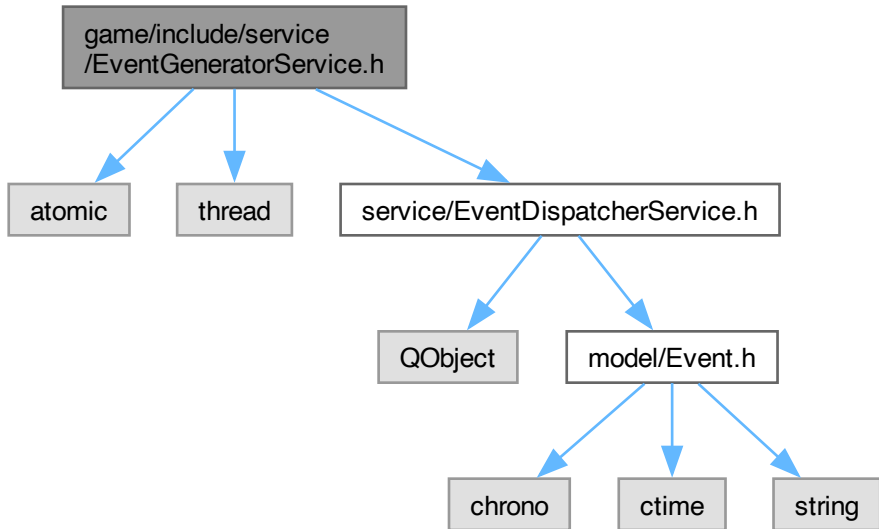 game/include/service
/EventGeneratorService.h
atomic
thread
service/EventDispatcherService.h
QObject
model/Event.h
chrono
ctime
string